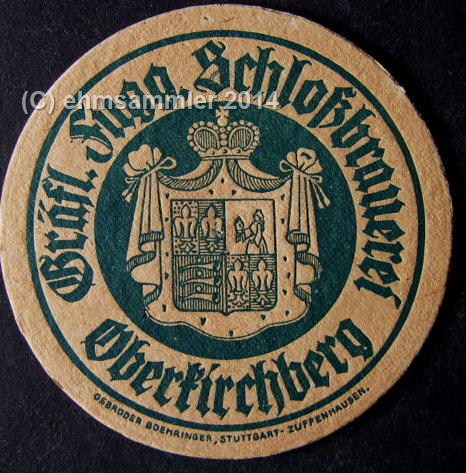 Gräfl. Fugg. Schloßbrauerei
Oberkirchberg
GEBRÜDER BOEHRINGER, STUTTGART-ZUFFENHAUSEN.
(C) ehmsammler 2014